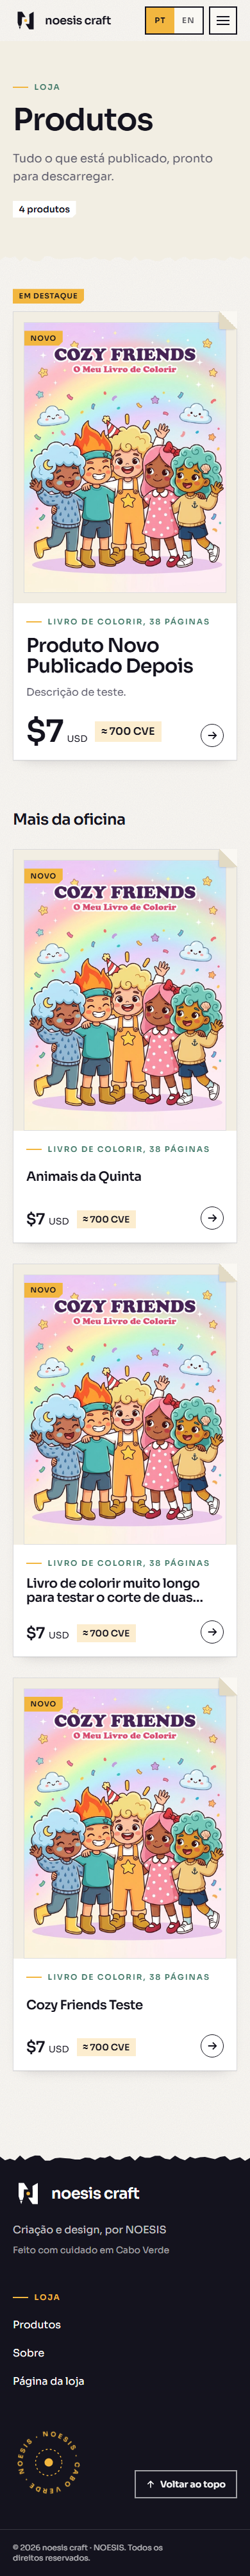 noesis craft
PT EN
LOJA
Produtos
Tudo o que está publicado, pronto
para descarregar.
4 produtos
EM DESTAQUE
NOVO
COZY FRIENDS
O Meu Livro de Colorir
LIVRO DE COLORIR, 38 PÁGINAS
Produto Novo
Publicado Depois
Descrição de teste.
$7 USD ≈ 700 CVE
Mais da oficina
NOVO
COZY FRIENDS
O Meu Livro de Colorir
LIVRO DE COLORIR, 38 PÁGINAS
Animais da Quinta
$7 USD ≈ 700 CVE
NOVO
COZY FRIENDS
O Meu Livro de Colorir
LIVRO DE COLORIR, 38 PÁGINAS
Livro de colorir muito longo
para testar o corte de duas...
$7 USD ≈ 700 CVE
NOVO
COZY FRIENDS
O Meu Livro de Colorir
LIVRO DE COLORIR, 38 PÁGINAS
Cozy Friends Teste
$7 USD ≈ 700 CVE
noesis craft
Criação e design, por NOESIS
Feito com cuidado em Cabo Verde
LOJA
Produtos
Sobre
Página da loja
NOESIS · NOESIS · CABO VERDE ·
↑ Voltar ao topo
© 2026 noesis craft · NOESIS. Todos os
direitos reservados.